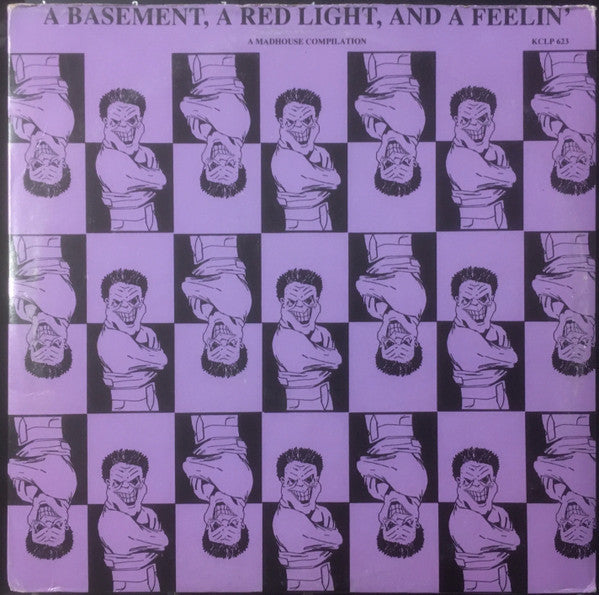 A BASEMENT, A RED LIGHT, AND A FEELIN'
A MADHOUSE COMPILATION KCLP 623